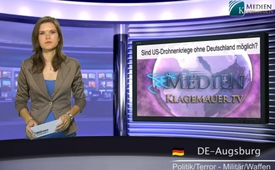 K MEDIEN
Sind US-Drohnenkriege ohne Deutschland möglich?
MEDIEN
KLAGEMAUER.TV
DE-Augsburg
Politik/Terror - Militär/Waffen